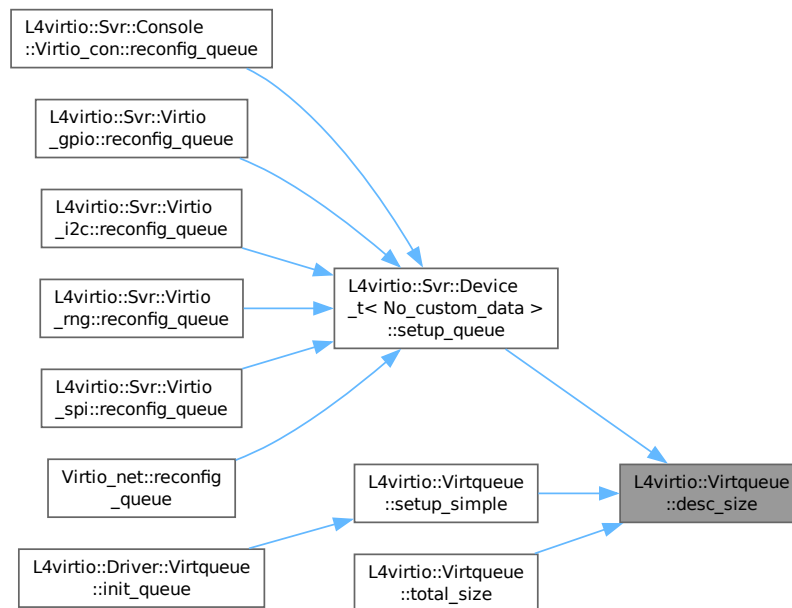 L4virtio::Svr::Console
::Virtio_con::reconfig_queue
L4virtio::Svr::Virtio
_gpio::reconfig_queue
L4virtio::Svr::Virtio
_i2c::reconfig_queue
L4virtio::Svr::Virtio
_rng::reconfig_queue
L4virtio::Svr::Virtio
_spi::reconfig_queue
Virtio_net::reconfig
_queue
L4virtio::Driver::Virtqueue
::init_queue
L4virtio::Svr::Device
_t< No_custom_data >
::setup_queue
L4virtio::Virtqueue
::setup_simple
L4virtio::Virtqueue
::total_size
L4virtio::Virtqueue
::desc_size